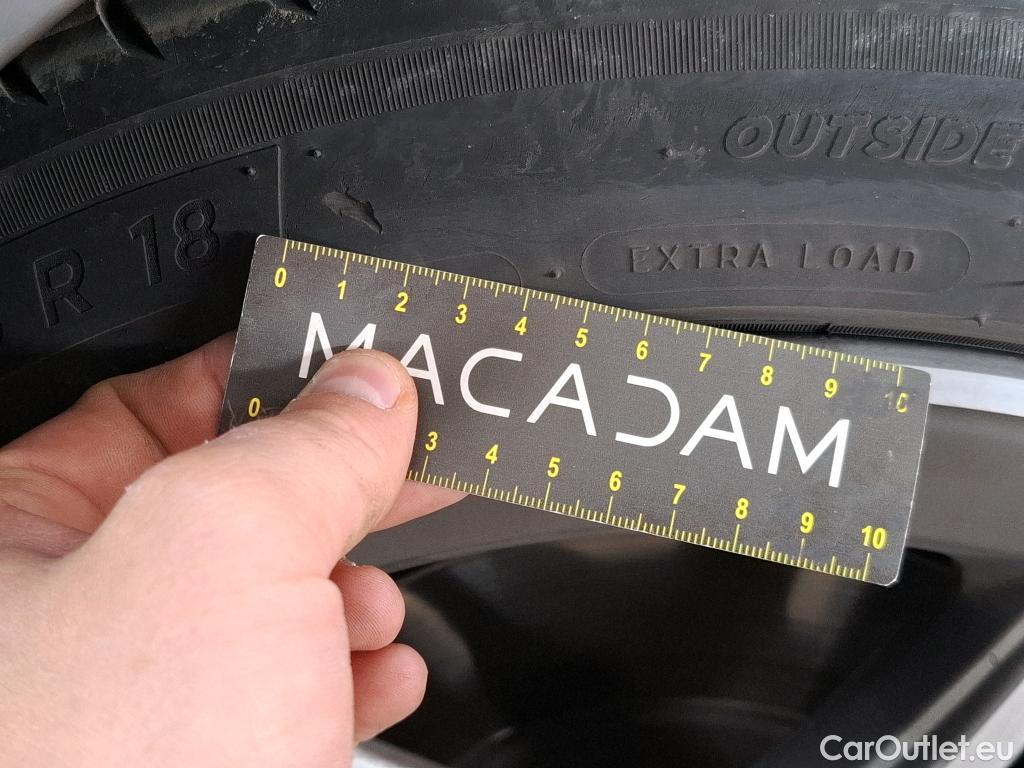 OUTSIDE
R 18
EXTRA LOAD
0 1 2 3 4 5 6 7 8 9 10
MACADAM
0 3 4 5 6 7 8 9 10
CarOutlet.eu